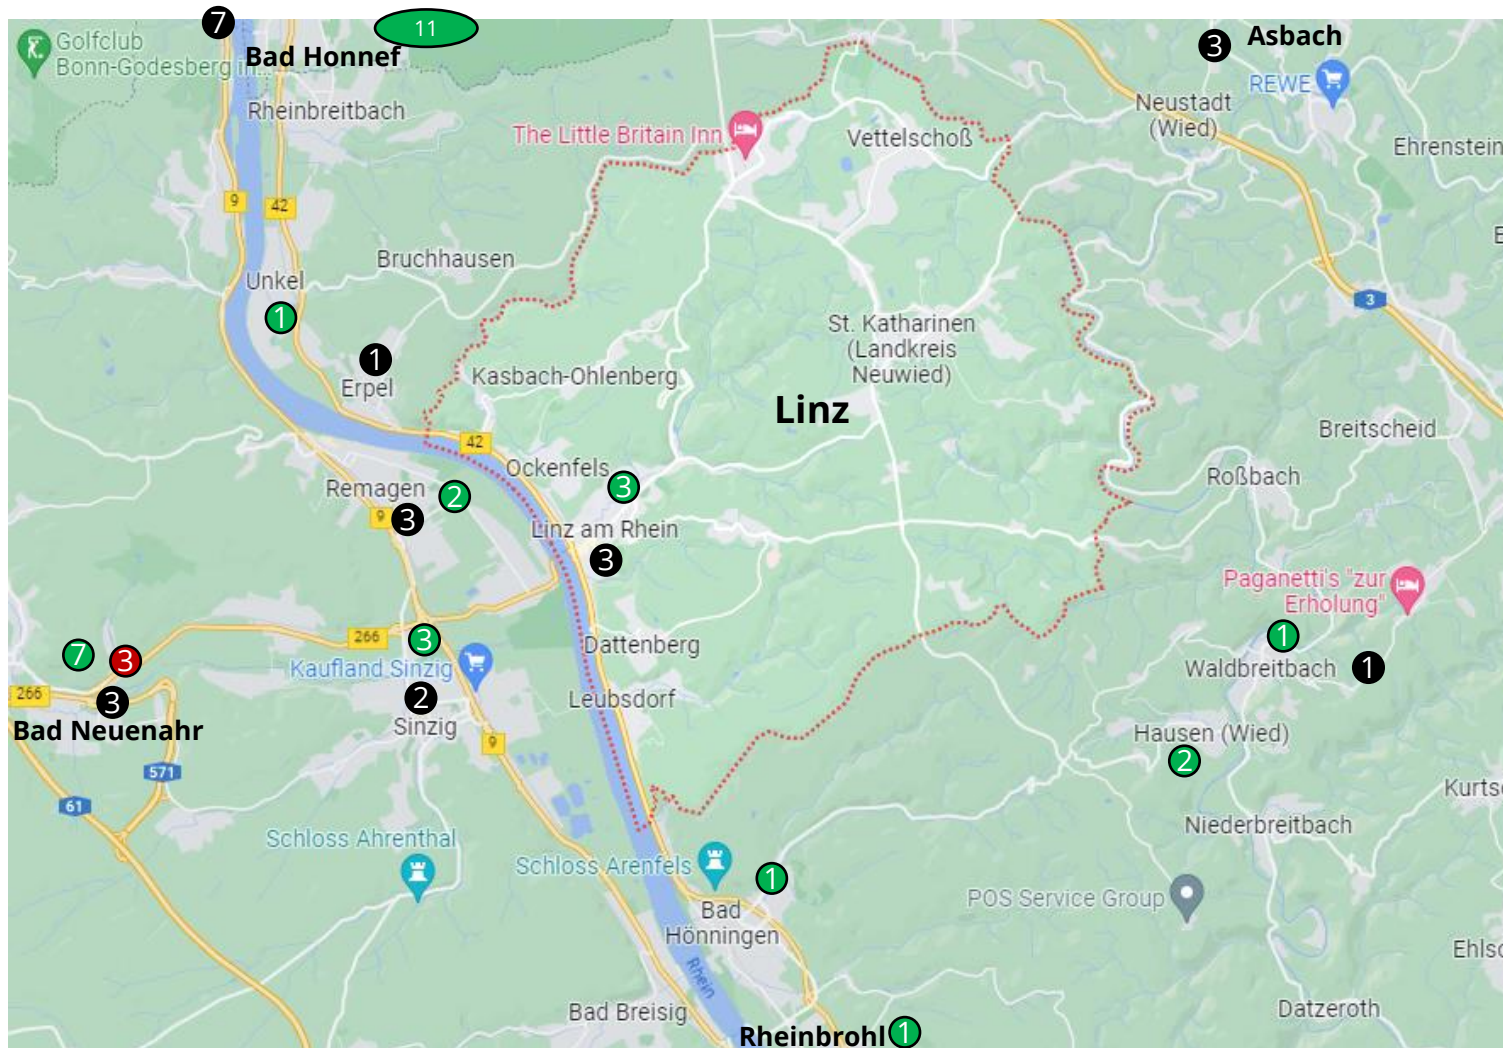 7
11
Golfclub
Bonn-Godesberg in...
Bad Honnef
3
Asbach
REWE
Rheinbreitbach
Neustadt
(Wied)
The Little Britain Inn
Vettelschoß
Ehrenstein
9
42
Bruchhausen
E
Unkel
1
3
St. Katharinen
(Landkreis
Neuwied)
1
Erpel
Kasbach-Ohlenberg
Linz
Breitscheid
42
Ockenfels
3
Roßbach
Remagen
2
9
3
Linz am Rhein
3
Paganetti's "zur
Erholung"
266
3
1
7
3
Dattenberg
Kaufland Sinzig
Waldbreitbach
1
266
3
2
Leubsdorf
Bad Neuenahr
Sinzig
9
Hausen (Wied)
2
571
61
Kurtsc
Schloss Ahrenthal
Niederbreitbach
Schloss Arenfels
1
POS Service Group
Bad
Hönningen
Ehlsc
Rhein
Bad Breisig
Datzeroth
Rheinbrohl
1